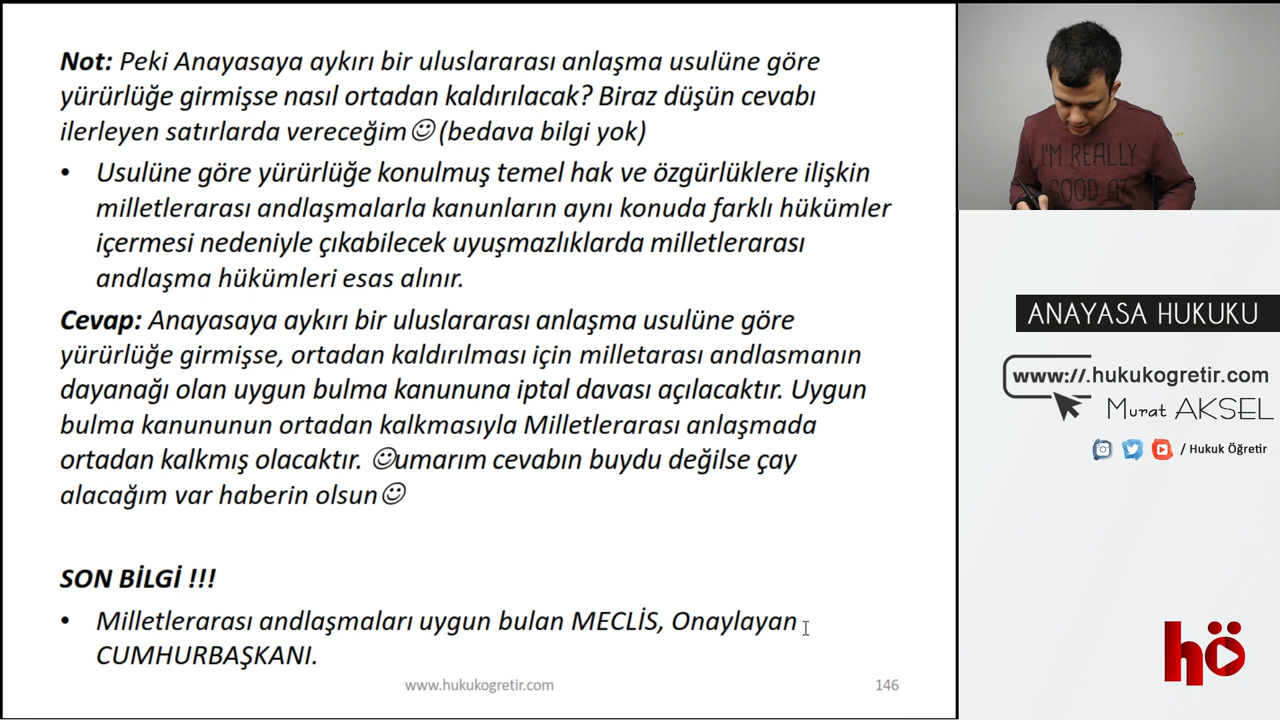 Not: Peki Anayasaya aykırı bir uluslararası anlaşma usulüne göre
yürürlüğe girmişse nasıl ortadan kaldırılacak? Biraz düşün cevabı
ilerleyen satırlarda vereceğim☺ (bedava bilgi yok)
• Usulüne göre yürürlüğe konulmuş temel hak ve özgürlüklere ilişkin
milletlerarası andlaşmalarla kanunların aynı konuda farklı hükümler
içermesi nedeniyle çıkabilecek uyuşmazlıklarda milletlerarası
andlaşma hükümleri esas alınır.
Cevap: Anayasaya aykırı bir uluslararası anlaşma usulüne göre
yürürlüğe girmişse, ortadan kaldırılması için milletarası andlasmanın
dayanağı olan uygun bulma kanununa iptal davası açılacaktır. Uygun
bulma kanununun ortadan kalkmasıyla Milletlerarası anlaşmada
ortadan kalkmış olacaktır. ☺umarım cevabın buydu değilse çay
alacağım var haberin olsun☺
SON BİLGİ !!!
• Milletlerarası andlaşmaları uygun bulan MECLİS, Onaylayan
CUMHURBAŞKANI.
www.hukukogretir.com
146
I'M REALLY
GOOD AT
ANAYASA HUKUKU
www://.hukukogretir.com
Murat AKSEL
/ Hukuk Öğretir
hö